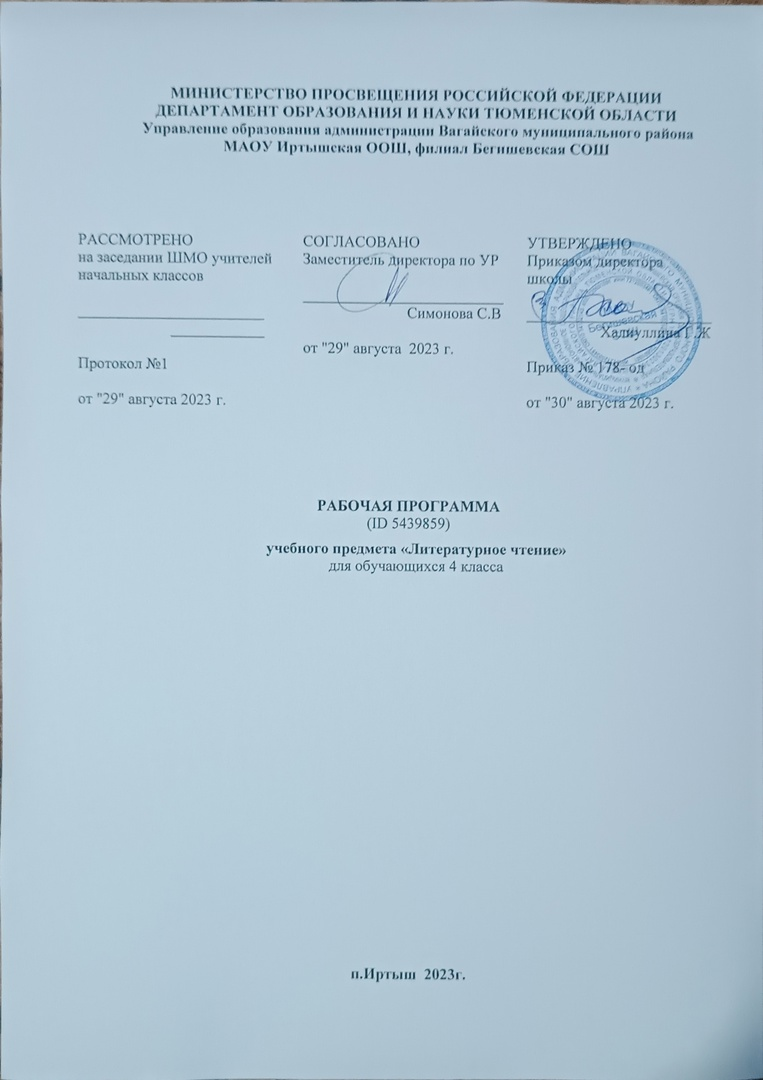 МИНИСТЕРСТВО ПРОСВЕЩЕНИЯ РОССИЙСКОЙ ФЕДЕРАЦИИ
ДЕПАРТАМЕНТ ОБРАЗОВАНИЯ И НАУКИ ТЮМЕНСКОЙ ОБЛАСТИ
Управление образования администрации Вагайского муниципального района
МАОУ Иртышская ООШ, филиал Бегишевская СОШ
РАССМОТРЕНО
на заседании ШМО учителей
начальных классов
Протокол №1
от "29" августа 2023 г.
СОГЛАСОВАНО
Заместитель директора по УР
Симонова С.В
от "29" августа 2023 г.
УТВЕРЖДЕНО
Приказом директора
школы
Халиуллина Г.Ж
Приказ № 178- од
от "30" августа 2023 г.
Бегишевская
РАБОЧАЯ ПРОГРАММА
(ID 5439859)
учебного предмета «Литературное чтение»
для обучающихся 4 класса
п.Иртыш 2023г.